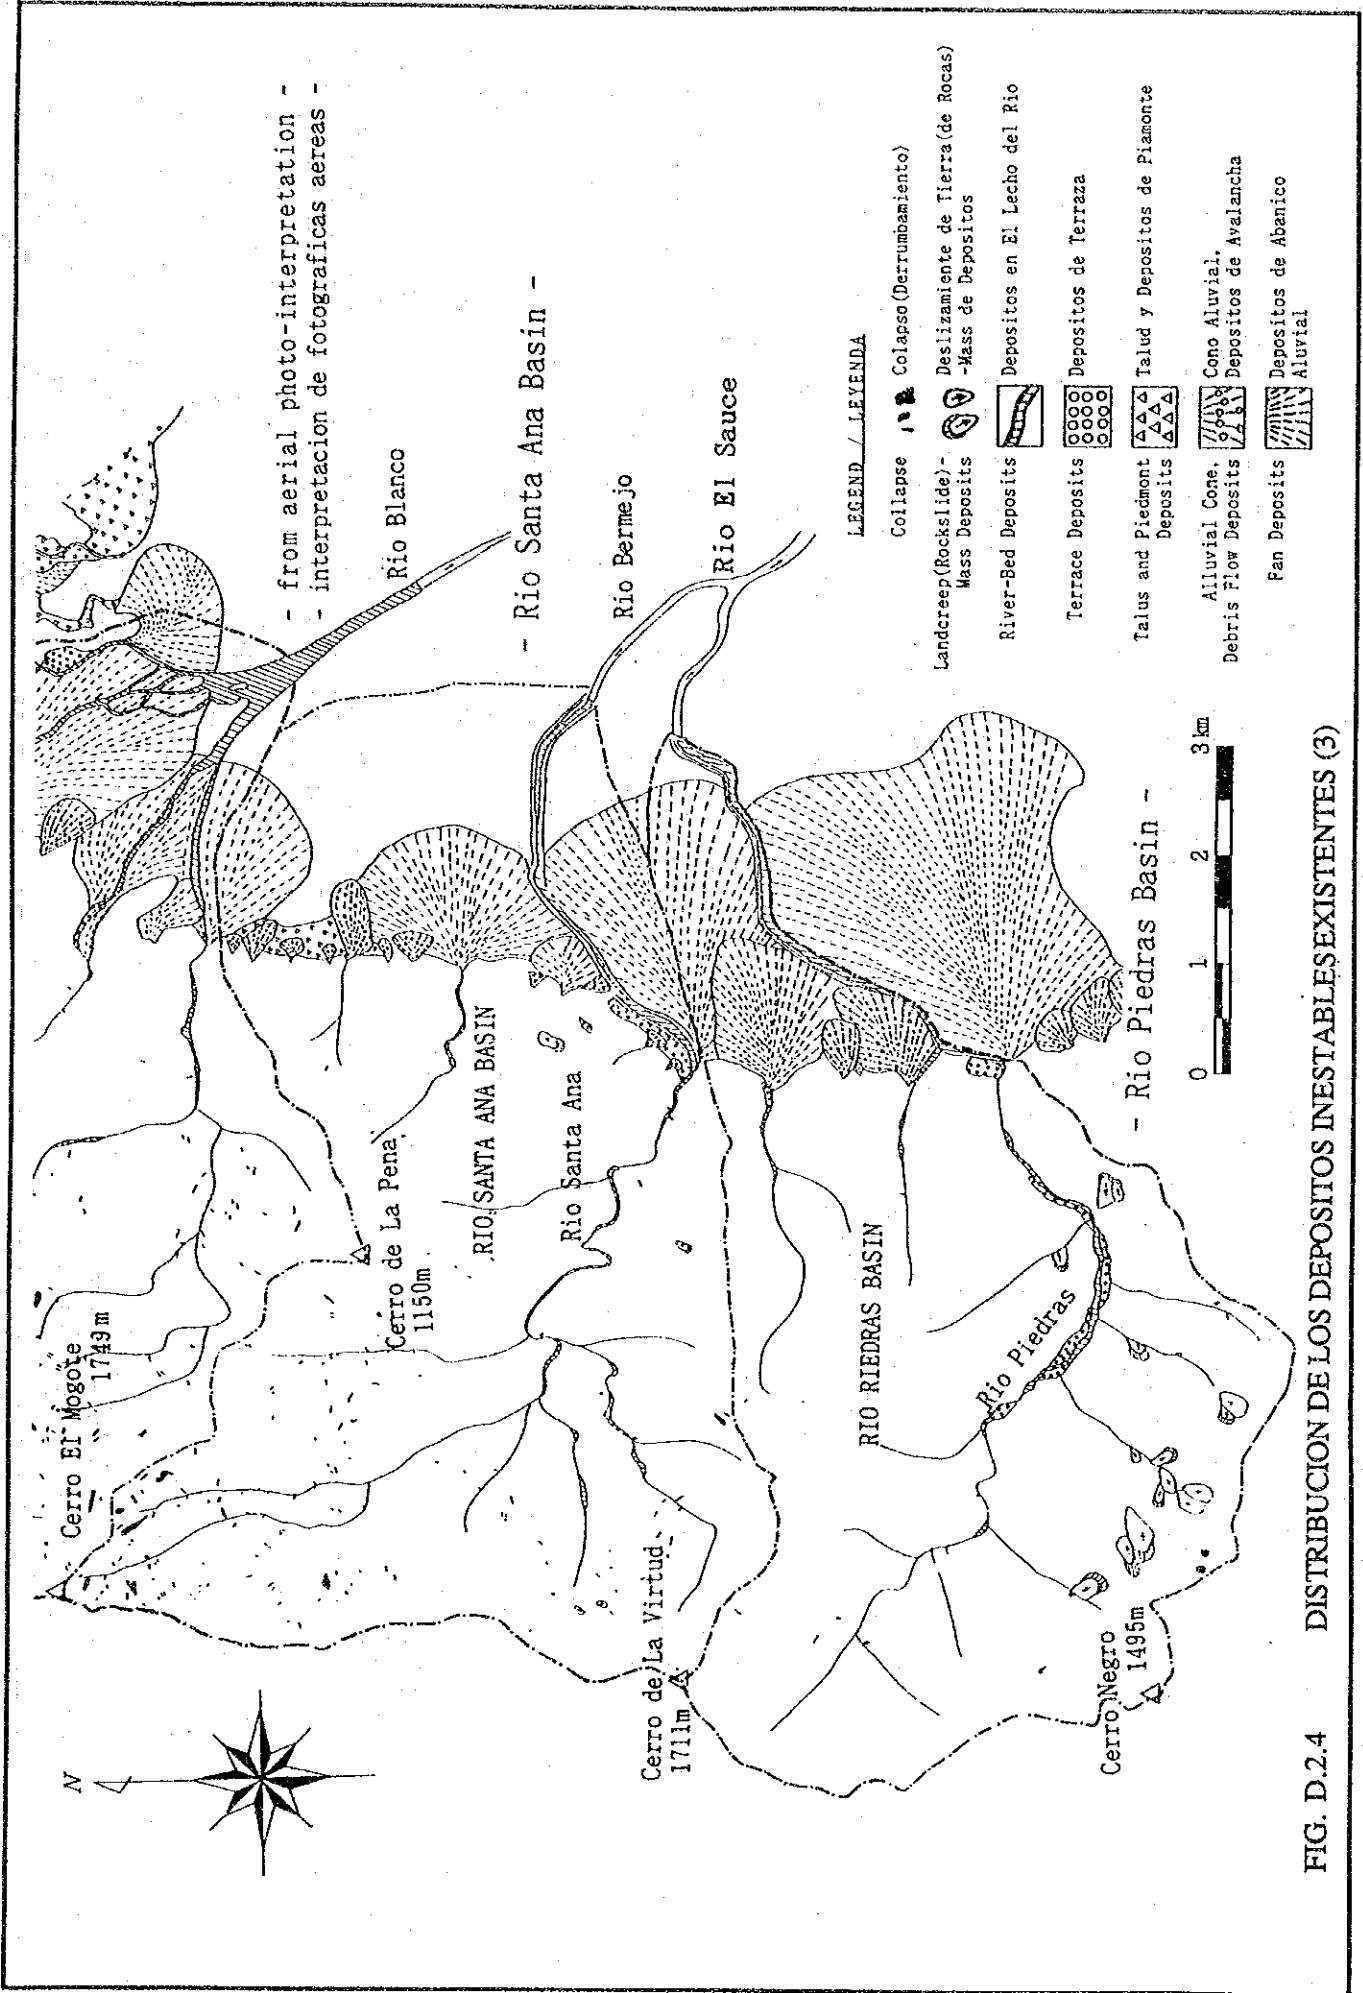 - from aerial photo-interpretation -
- interpretacion de fotograficas aereas -
N
Cerro El Mogote
1749m
Rio Blanco
- Rio Santa Ana Basin -
Cerro de La Pena
1150m
RIO SANTA ANA BASIN
Rio Bermejo
Rio Santa Ana
Rio El Sauce
Cerro de La Virtud
1711m
RIO RIEDRAS BASIN
Rio Piedras
Cerro Negro
1495m
- Rio Piedras Basin -
0 1 2 3km
LEGEND / LEYENDA
Collapse Colapso(Derrumbamiento)
Landcreep(Rockslide)- Deslizamiente de Tierra(de Rocas)
Mass Deposits -Mass de Depositos
River-Bed Deposits Depositos en El Lecho del Rio
Terrace Deposits Depositos de Terraza
Talus and Piedmont Talud y Depositos de Piamonte
Deposits
Alluvial Cone, Cono Aluvial,
Debris Flow Deposits Depositos de Avalancha
Fan Deposits Depositos de Abanico
Aluvial
FIG. D.2.4 DISTRIBUCION DE LOS DEPOSITOS INESTABLES EXISTENTES (3)